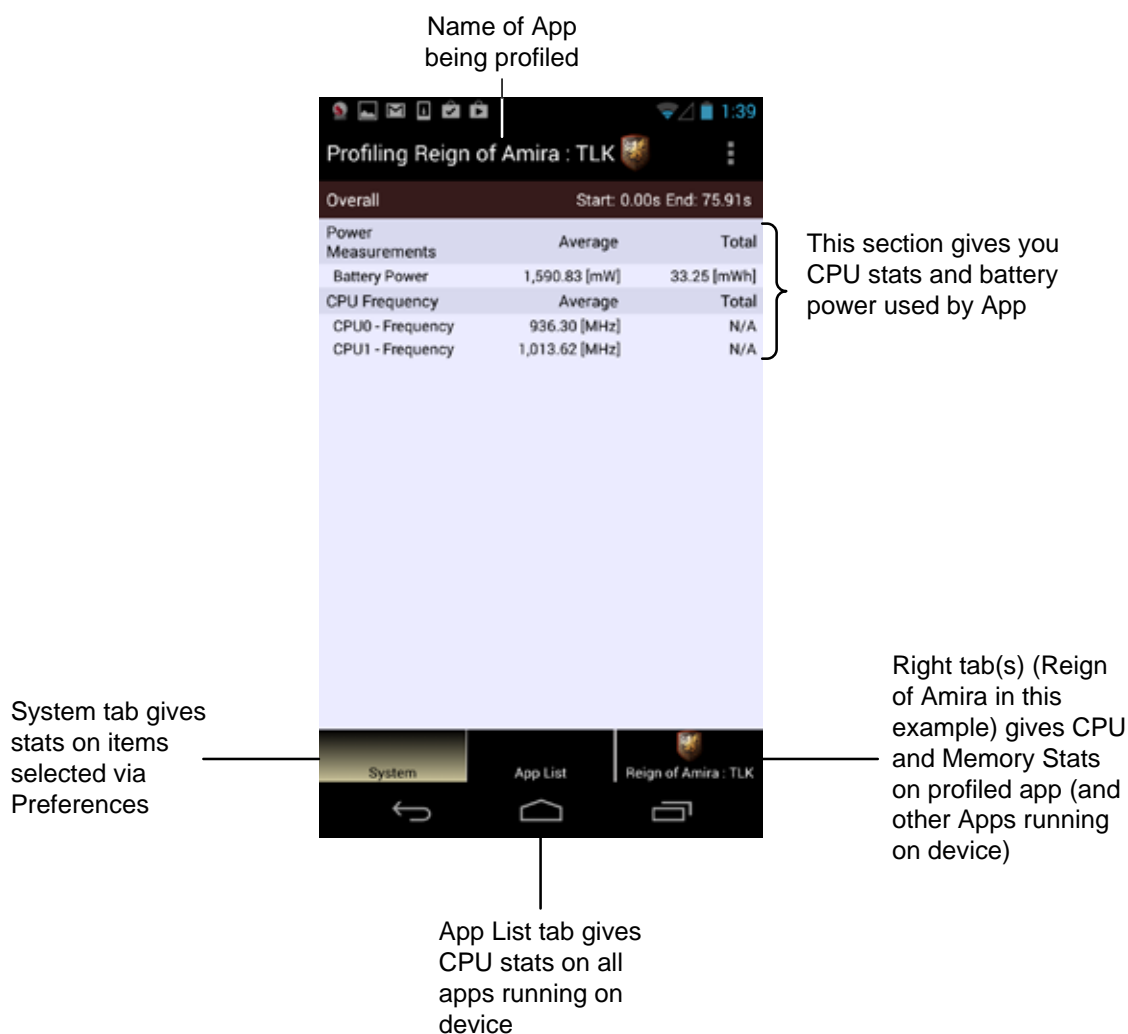 Name of App
being profiled
1:39
Profiling Reign of Amira : TLK
Overall Start: 0.00s End: 75.91s
Power
Measurements Average Total
Battery Power 1,590.83 [mW] 33.25 [mWh]
CPU Frequency Average Total
CPU0 - Frequency 936.30 [MHz] N/A
CPU1 - Frequency 1,013.62 [MHz] N/A
This section gives you
CPU stats and battery
power used by App
System tab gives
stats on items
selected via
Preferences
System App List Reign of Amira : TLK
Right tab(s) (Reign
of Amira in this
example) gives CPU
and Memory Stats
on profiled app (and
other Apps running
on device)
App List tab gives
CPU stats on all
apps running on
device